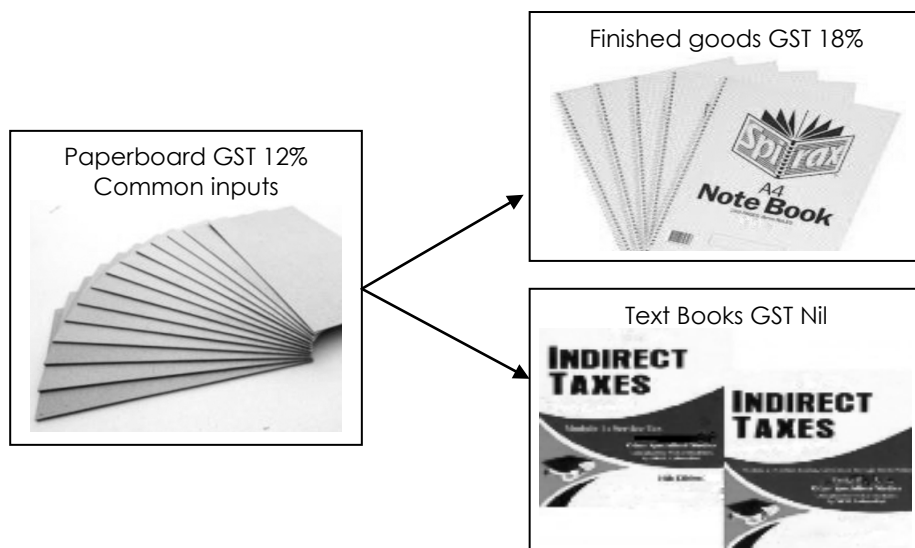 Finished goods GST 18%
Spirax
A4
Note Book
Paperboard GST 12%
Common inputs
Text Books GST Nil
INDIRECT
TAXES
INDIRECT
TAXES